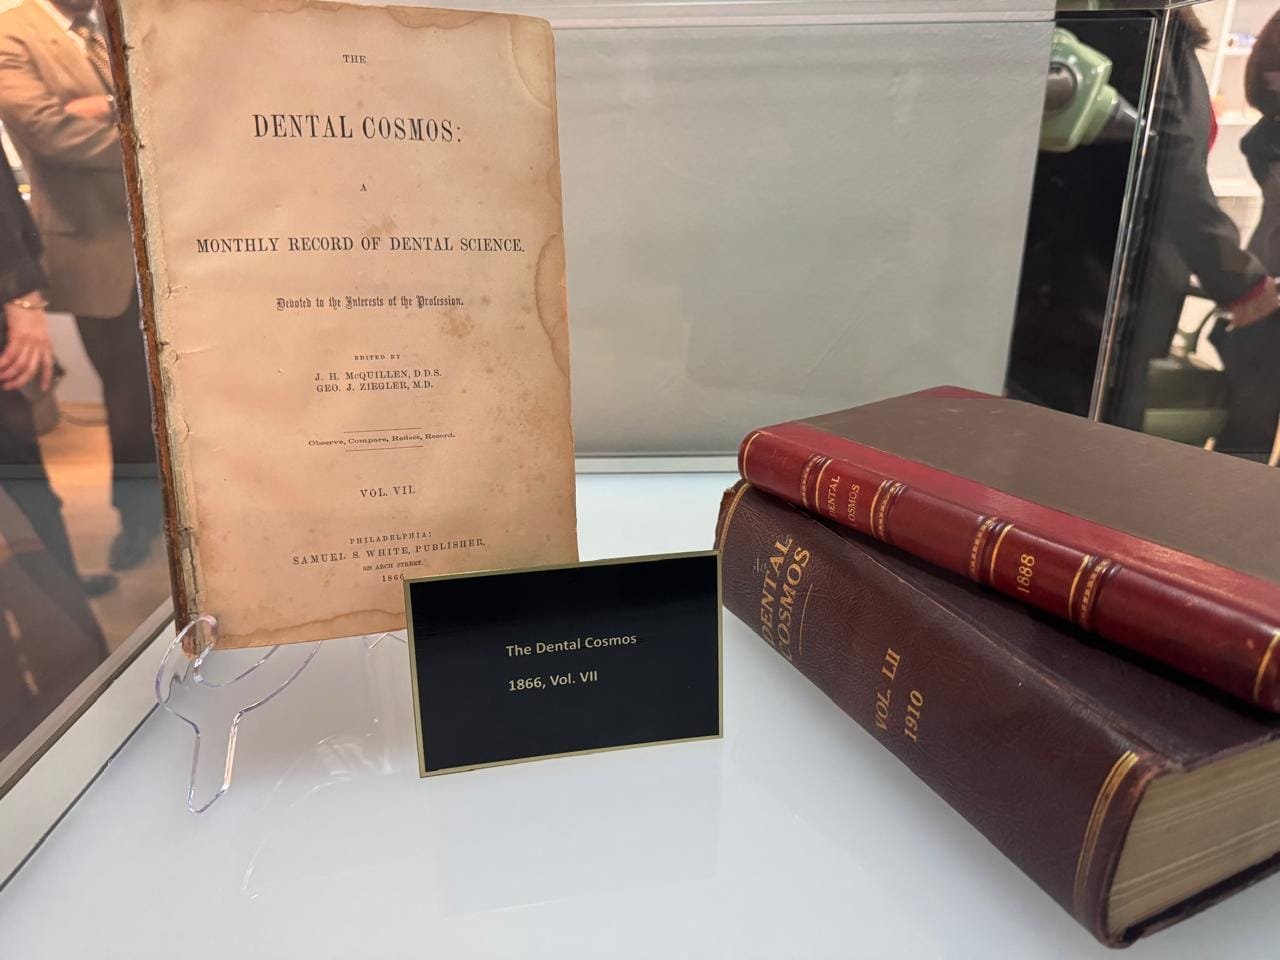 THE
DENTAL COSMOS:
A
MONTHLY RECORD OF DENTAL SCIENCE.
Devoted to the Interests of the Profession.
EDITED BY
J. H. McQUILLEN, D.D.S.
GEO. J. ZIEGLER, M.D.
Observe, Compare, Reflect, Record.
VOL. VII.
PHILADELPHIA:
SAMUEL S. WHITE, PUBLISHER,
528 ARCH STREET.
1866
The Dental Cosmos
1866, Vol. VII
DENTAL
COSMOS
1888
DENTAL
COSMOS
VOL. LII
1910